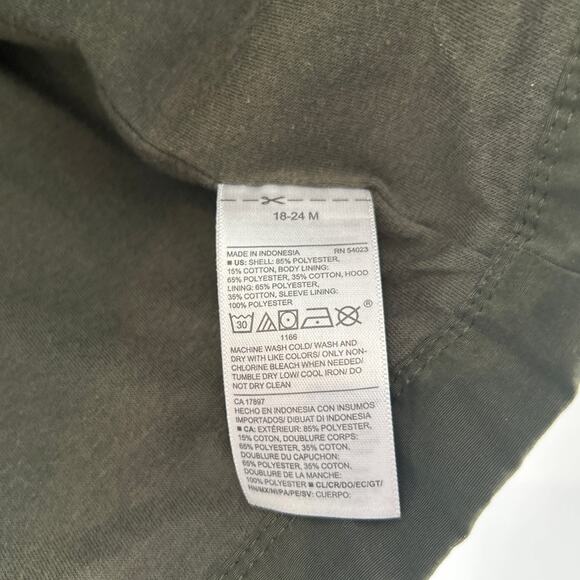 18-24 M
MADE IN INDONESIA RN 54023
■ US: SHELL: 85% POLYESTER,
15% COTTON, BODY LINING:
65% POLYESTER, 35% COTTON, HOOD
LINING: 65% POLYESTER,
35% COTTON, SLEEVE LINING:
100% POLYESTER
30 ®
1166
MACHINE WASH COLD/ WASH AND
DRY WITH LIKE COLORS/ ONLY NON-
CHLORINE BLEACH WHEN NEEDED/
TUMBLE DRY LOW/ COOL IRON/ DO
NOT DRY CLEAN
CA 17897
HECHO EN INDONESIA CON INSUMOS
IMPORTADOS/ DIBUAT DI INDONESIA
■ CA: EXTÉRIEUR: 85% POLYESTER,
15% COTON, DOUBLURE CORPS:
65% POLYESTER, 35% COTON,
DOUBLURE DU CAPUCHON:
65% POLYESTER, 35% COTON,
DOUBLURE DE LA MANCHE:
100% POLYESTER ■ CL/CR/DO/EC/GT/
HN/MX/NI/PA/PE/SV: CUERPO: